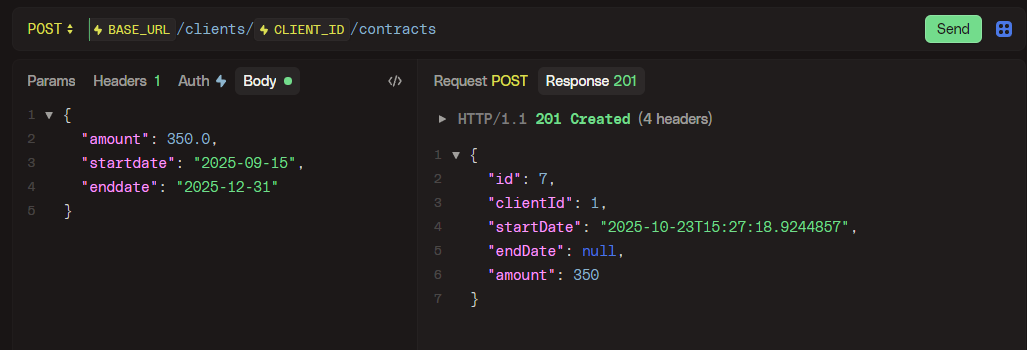 POST BASE_URL/clients/ CLIENT_ID/contracts Send
Params Headers 1 Auth Body </>
1 {
2 "amount": 350.0,
3 "startdate": "2025-09-15",
4 "enddate": "2025-12-31"
5 }
Request POST Response 201
HTTP/1.1 201 Created (4 headers)
1 {
2 "id": 7,
3 "clientId": 1,
4 "startDate": "2025-10-23T15:27:18.9244857",
5 "endDate": null,
6 "amount": 350
7 }